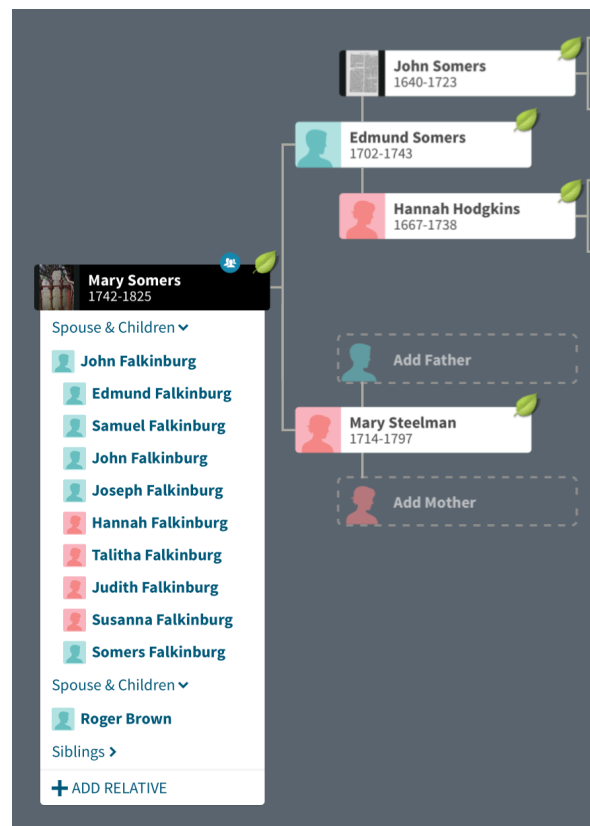 John Somers
1640-1723
Edmund Somers
1702-1743
Hannah Hodgkins
1667-1738
Mary Somers
1742-1825
Spouse & Children
John Falkinburg
Edmund Falkinburg
Samuel Falkinburg
John Falkinburg
Joseph Falkinburg
Hannah Falkinburg
Talitha Falkinburg
Judith Falkinburg
Susanna Falkinburg
Somers Falkinburg
Spouse & Children
Roger Brown
Siblings
ADD RELATIVE
Add Father
Mary Steelman
1714-1797
Add Mother